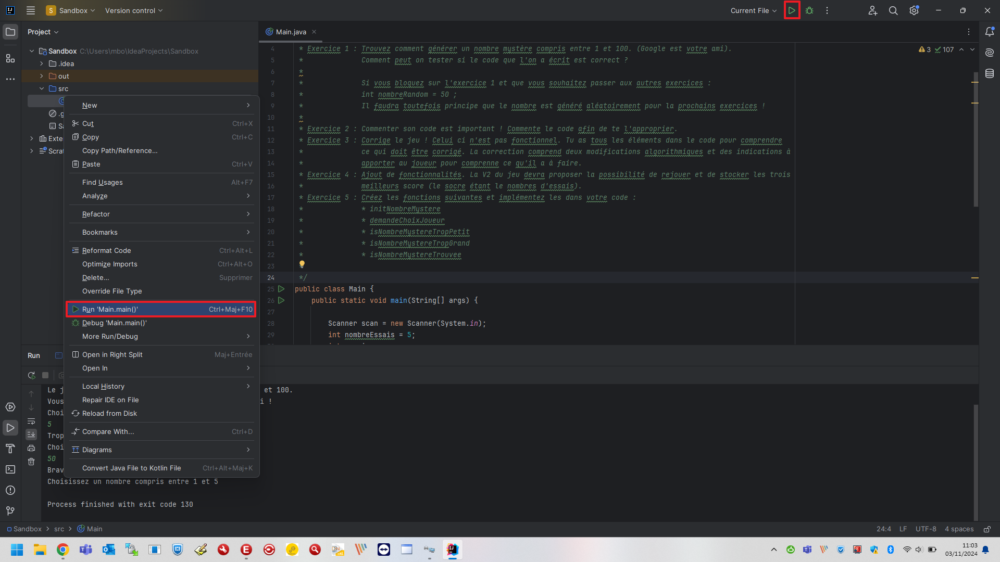 S Sandbox Version control Current File
Project
Main.java
Sandbox C:\Users\mbo\IdeaProjects\Sandbox
.idea
out
src
New
Cut Ctrl+X
Copy Ctrl+C
Copy Path/Reference...
Paste Ctrl+V
Find Usages Alt+F7
Analyze
Refactor
Bookmarks
Reformat Code Ctrl+Alt+L
Optimize Imports Ctrl+Alt+O
Delete... Supprimer
Override File Type
Run 'Main.main()' Ctrl+Maj+F10
Debug 'Main.main()'
More Run/Debug
Open in Right Split Maj+Entrée
Open In
Local History
Repair IDE on File
Reload from Disk
Compare With... Ctrl+D
Diagrams
Convert Java File to Kotlin File Ctrl+Alt+Maj+K
3 107
4 * Exercice 1 : Trouvez comment générer un nombre mystère compris entre 1 et 100. (Google est votre ami).
5 * Comment peut on tester si le code que l'on a écrit est correct ?
6 *
7 * Si vous bloquez sur l'exercice 1 et que vous souhaitez passer aux autres exercices :
8 * int nombreRandom = 50 ;
9 * Il faudra toutefois principe que le nombre est généré aléatoirement pour la prochains exercices !
10 *
11 * Exercice 2 : Commenter son code est important ! Commente le code afin de te l'approprier.
12 * Exercice 3 : Corrige le jeu ! Celui ci n'est pas fonctionnel. Tu as tous les éléments dans le code pour comprendre
13 * ce qui doit être corrigé. La correction comprend deux modifications algorithmiques et des indications à
14 * apporter au joueur pour comprenne ce qu'il a à faire.
15 * Exercice 4 : Ajout de fonctionnalités. La V2 du jeu devra proposer la possibilité de rejouer et de stocker les trois
16 * meilleurs score (le socre étant le nombres d'essais).
17 * Exercice 5 : Créez les fonctions suivantes et implémentez les dans votre code :
18 * * initNombreMystere
19 * * demandeChoixJoueur
20 * * isNombreMystereTropPetit
21 * * isNombreMystereTropGrand
22 * * isNombreMystereTrouvee
23
24 */
25 public class Main {
26 public static void main(String[] args) {
27
28 Scanner scan = new Scanner(System.in);
29 int nombreEssais = 5;
Run
Le j et 100.
Vous i !
Choi
5
Trop
Choi
50
Brav
Choisissez un nombre compris entre 1 et 5
Process finished with exit code 130
Sandbox > src > Main
24:4 LF UTF-8 4 spaces
11:03
03/11/2024